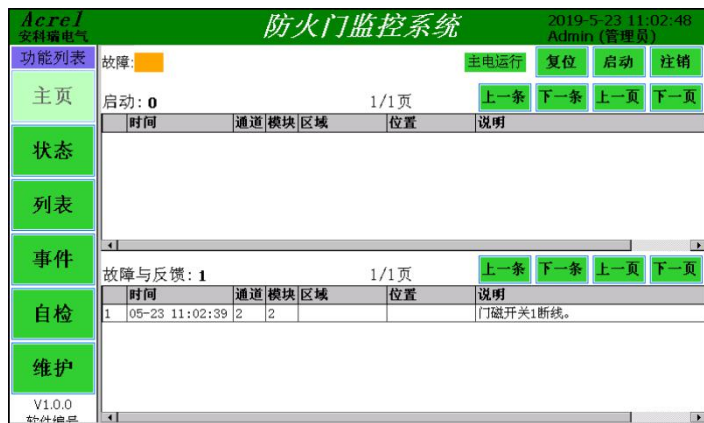 Acrel
安科瑞电气
防火门监控系统
2019-5-23 11:02:48
Admin (管理员)
功能列表
主页
状态
列表
事件
自检
维护
V1.0.0
软件编号
故障:
主电运行
复位
启动
注销
启动: 0
1/1页
上一条
下一条
上一页
下一页
时间 通道 模块 区域 位置 说明
故障与反馈: 1
1/1页
上一条
下一条
上一页
下一页
时间 通道 模块 区域 位置 说明
1 05-23 11:02:39 2 2 门磁开关1断线。